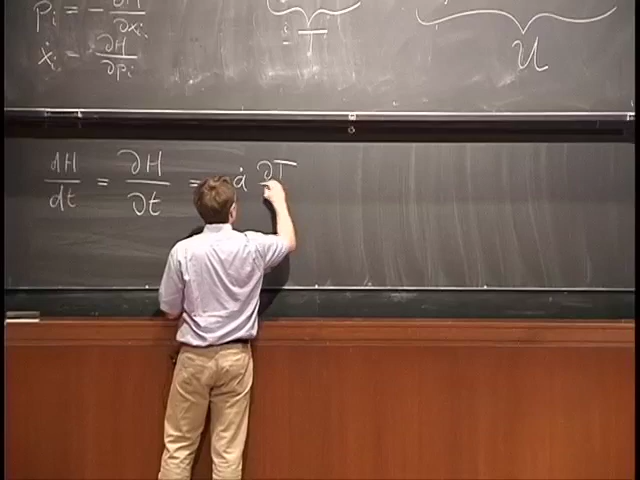 ṗᵢ = - ∂H/∂xᵢ
ẋᵢ = ∂H/∂pᵢ
T
U
dH/dt = ∂H/∂t = ȧ ∂T